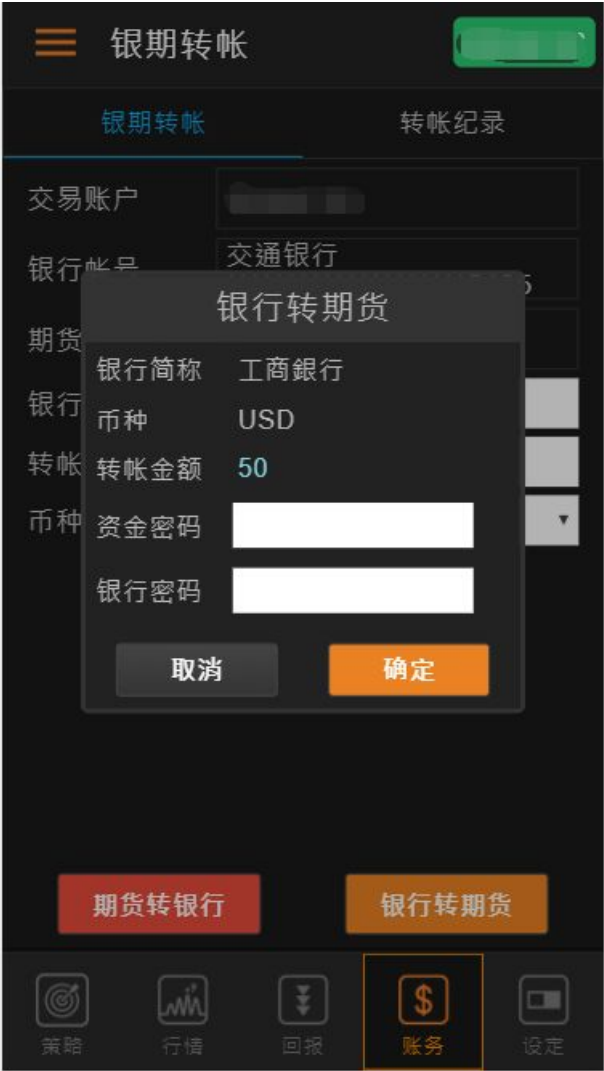 银期转帐
银期转帐
转帐纪录
交易账户
银行帐号
交通银行
5
期货
银行
转帐
币种
银行转期货
银行简称 工商銀行
币种 USD
转帐金额 50
资金密码
银行密码
取消
确定
期货转银行
银行转期货
策略
行情
回报
账务
设定